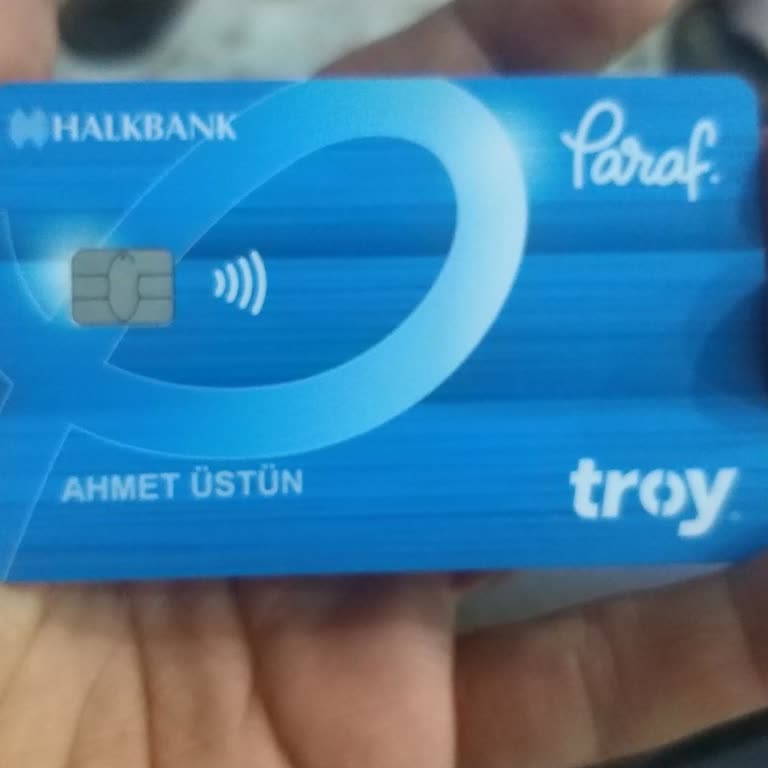 HALKBANK
Paraf.
AHMET ÜSTÜN
troy